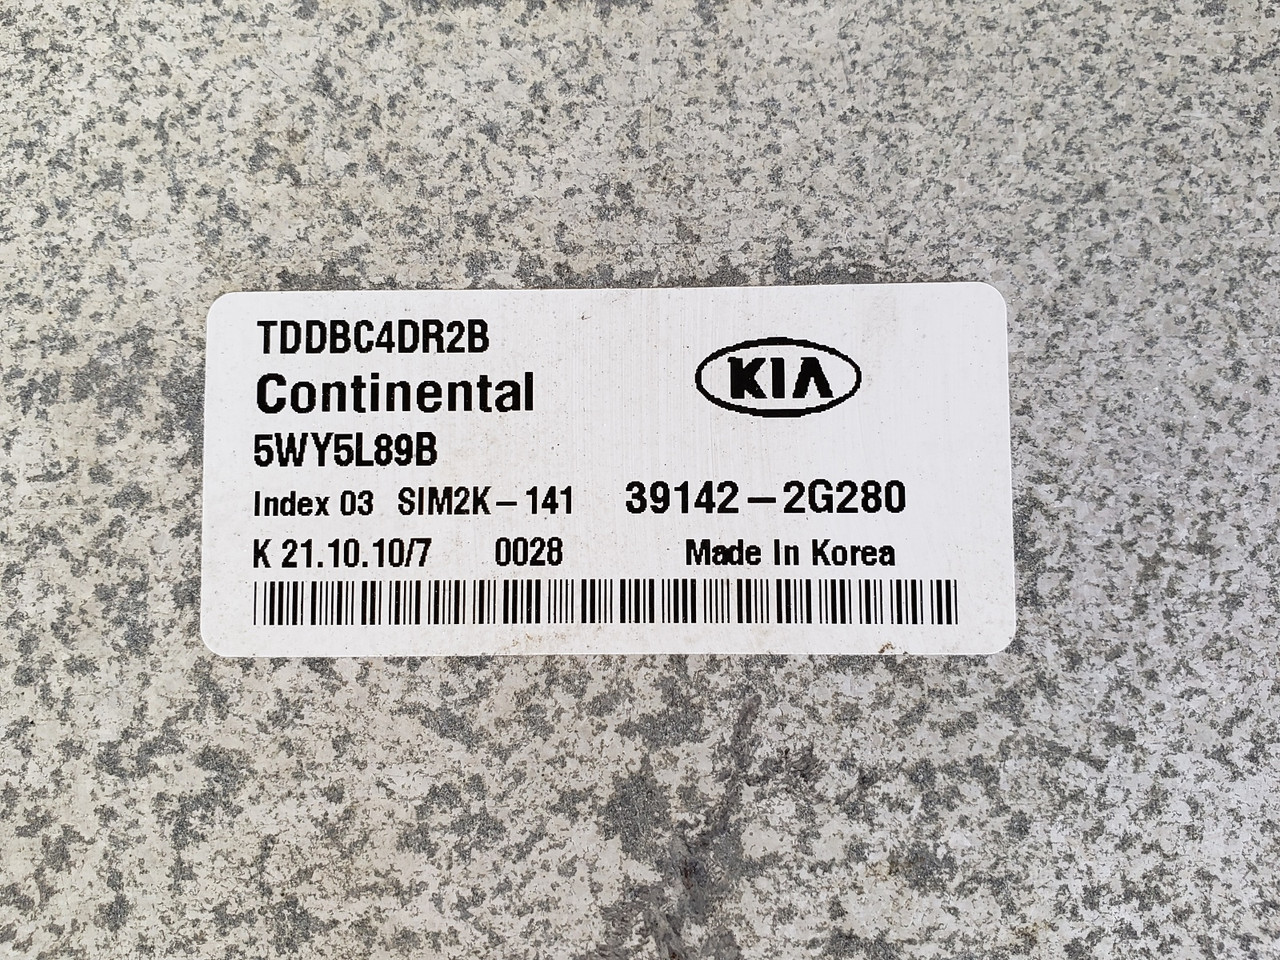 TDDBC4DR2B
Continental
KIA
5WY5L89B
Index 03 SIM2K-141 39142-2G280
K 21.10.10/7 0028 Made In Korea